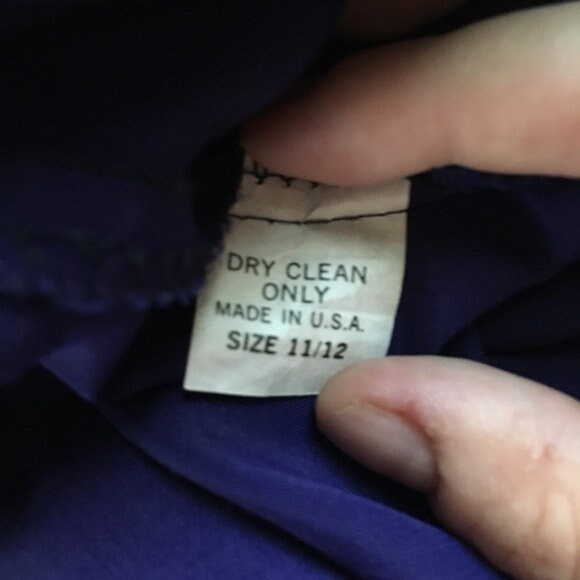 DRY CLEAN
ONLY
MADE IN U.S.A.
SIZE 11/12